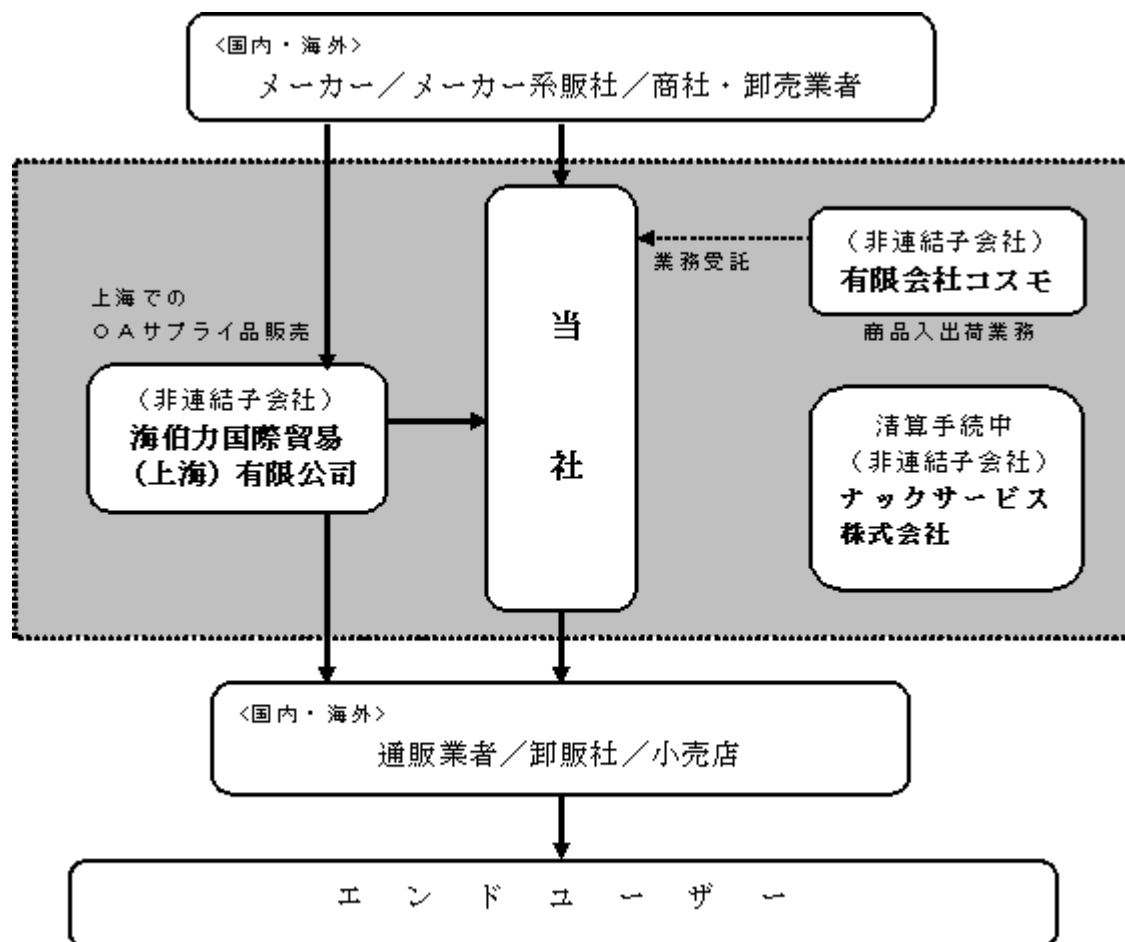 <国内・海外>
メーカー／メーカー系販社／商社・卸売業者
上海での
ＯＡサプライ品販売
（非連結子会社）
海伯力国際貿易
（上海）有限公司
当
社
業務受託
（非連結子会社）
有限会社コスモ
商品入出荷業務
清算手続中
（非連結子会社）
ナックサービス
株式会社
<国内・海外>
通販業者／卸販社／小売店
エンドユーザー